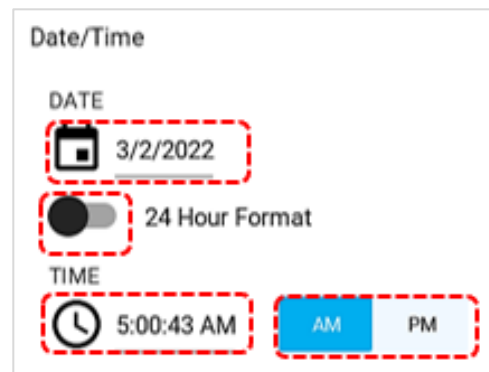 Date/Time
DATE
3/2/2022
24 Hour Format
TIME
5:00:43 AM AM PM